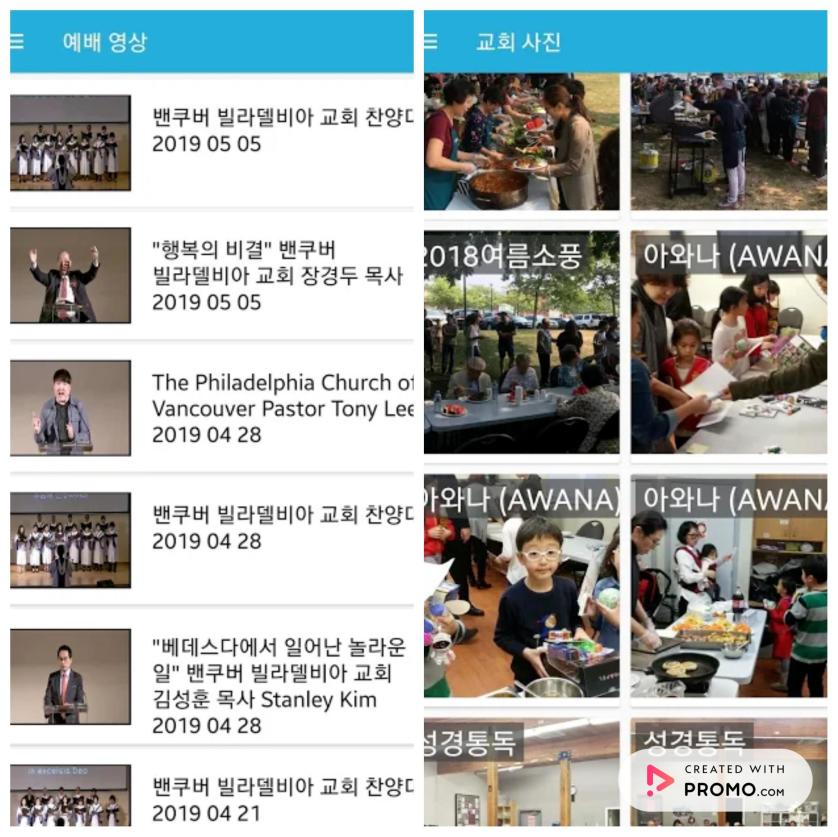 예배 영상
밴쿠버 빌라델비아 교회 찬양대
2019 05 05
"행복의 비결" 밴쿠버
빌라델비아 교회 장경두 목사
2019 05 05
The Philadelphia Church of
Vancouver Pastor Tony Lee
2019 04 28
밴쿠버 빌라델비아 교회 찬양대
2019 04 28
"베데스다에서 일어난 놀라운
일" 밴쿠버 빌라델비아 교회
김성훈 목사 Stanley Kim
2019 04 28
in excelsis Deo
밴쿠버 빌라델비아 교회 찬양대
2019 04 21
교회 사진
2018여름소풍
아와나 (AWANA
아와나 (AWANA)
아와나 (AWANA
성경통독
성경통독
CREATED WITH
PROMO.COM